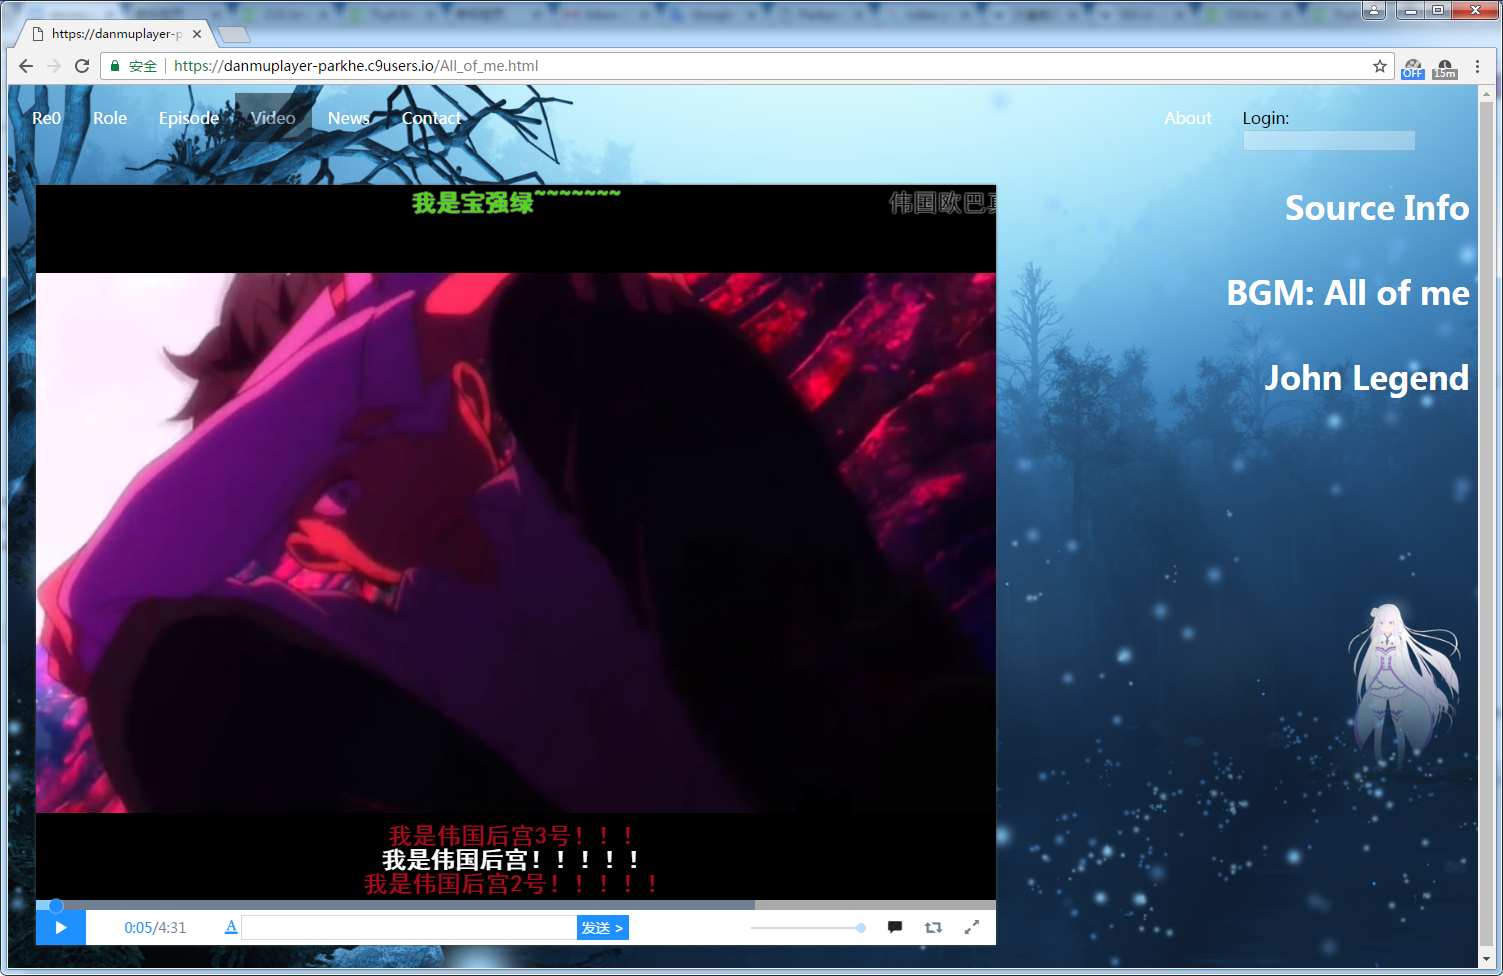 https://danmuplayer-p
安全
https://danmuplayer-parkhe.c9users.io/All_of_me.html
OFF
15m
Re0
Role
Episode
Video
News
Contact
About
Login:
我是宝强绿~~~~~~~
伟国欧巴真
Source Info
BGM: All of me
John Legend
我是伟国后宫3号！！！
我是伟国后宫！！！！！
我是伟国后宫2号！！！！！
0:05/4:31
A
发送 >